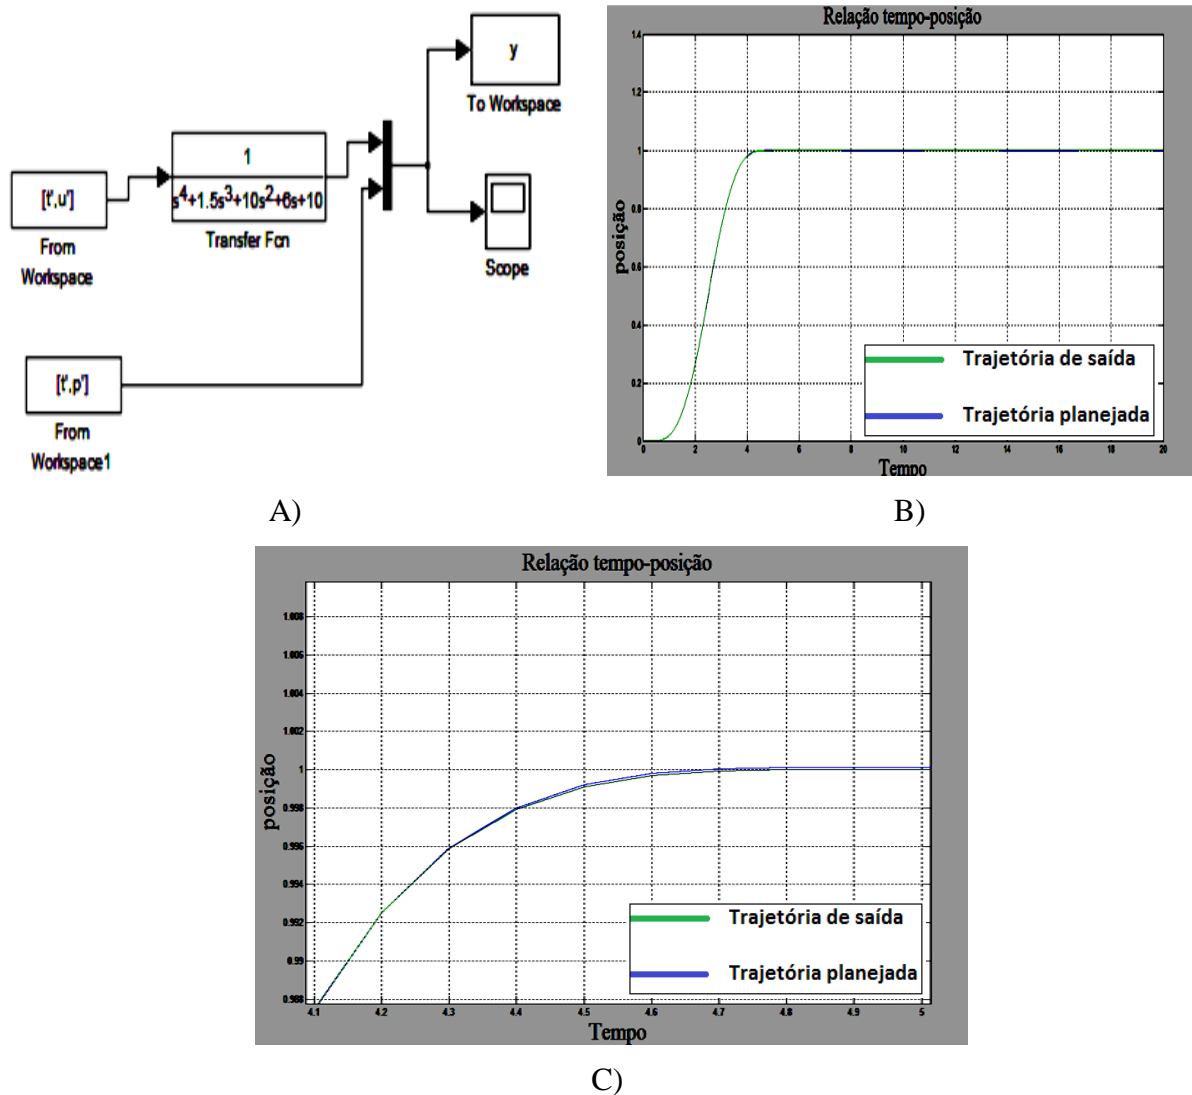 y
To Workspace
1
s^4+1.5s^3+10s^2+6s+10
Transfer Fcn
[t',u']
From
Workspace
Scope
[t',p']
From
Workspace1
A)
Relação tempo-posição
1.4
1.2
1
0.8
0.6
0.4
0.2
0
posição
0 2 4 6 8 10 12 14 16 18 20
Tempo
Trajetória de saída
Trajetória planejada
B)
Relação tempo-posição
1.008
1.006
1.004
1.002
1
0.998
0.996
0.994
0.992
0.99
0.988
posição
4.1 4.2 4.3 4.4 4.5 4.6 4.7 4.8 4.9 5
Tempo
Trajetória de saída
Trajetória planejada
C)